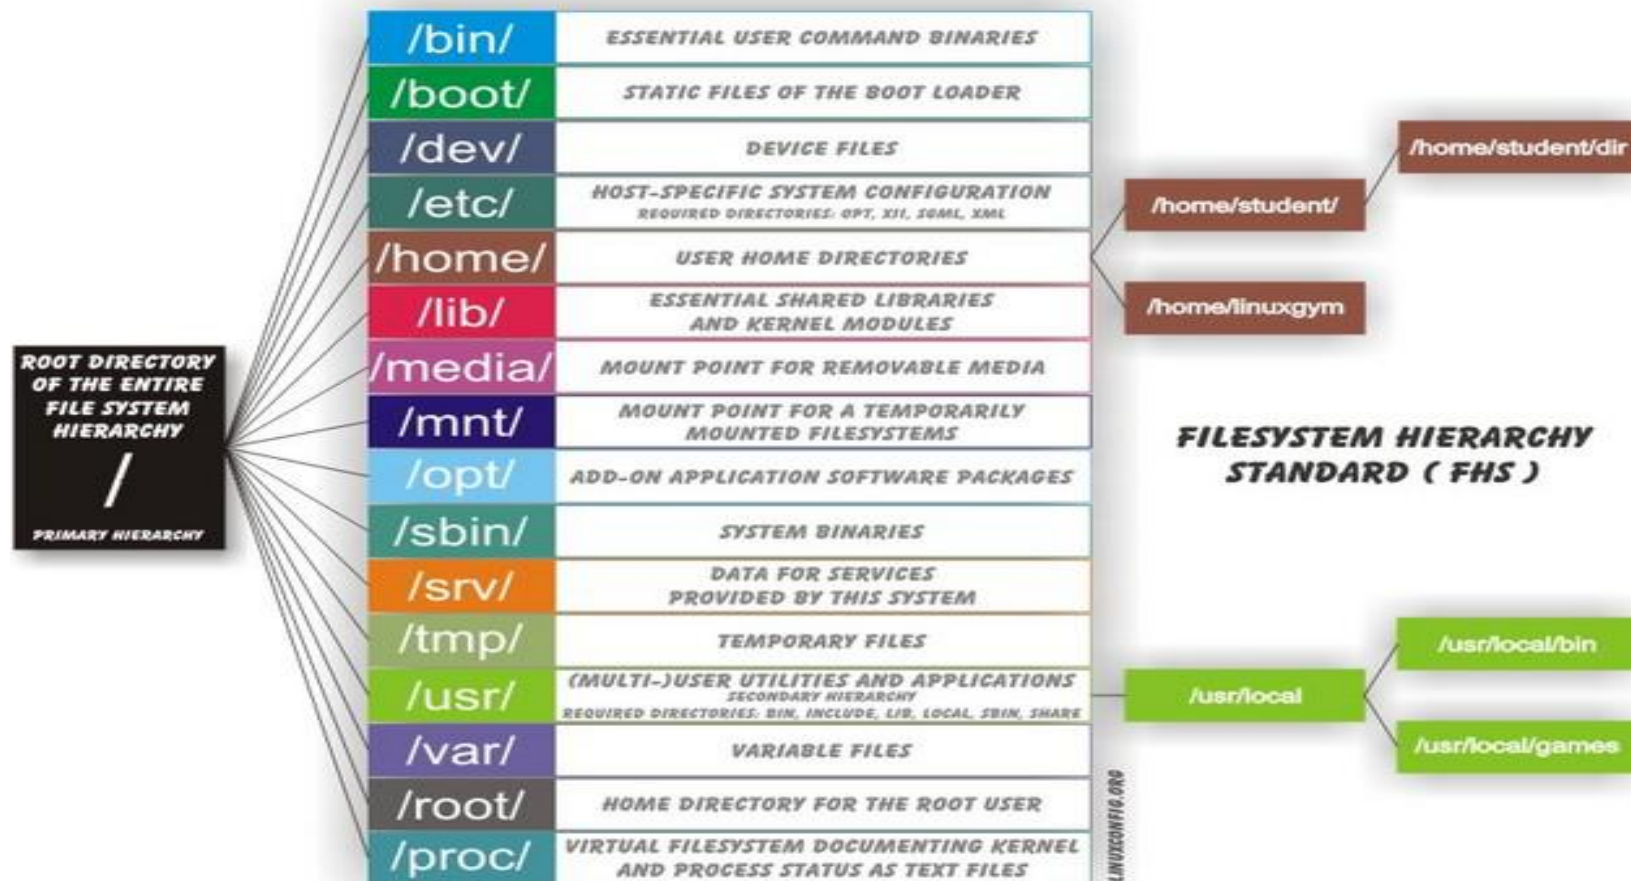 /bin/
ESSENTIAL USER COMMAND BINARIES
/boot/
STATIC FILES OF THE BOOT LOADER
/dev/
DEVICE FILES
/etc/
HOST-SPECIFIC SYSTEM CONFIGURATION
REQUIRED DIRECTORIES: OPT, X11, SGML, XML
/home/
USER HOME DIRECTORIES
/lib/
ESSENTIAL SHARED LIBRARIES
AND KERNEL MODULES
/media/
MOUNT POINT FOR REMOVABLE MEDIA
/mnt/
MOUNT POINT FOR A TEMPORARILY
MOUNTED FILESYSTEMS
/opt/
ADD-ON APPLICATION SOFTWARE PACKAGES
/sbin/
SYSTEM BINARIES
/srv/
DATA FOR SERVICES
PROVIDED BY THIS SYSTEM
/tmp/
TEMPORARY FILES
/usr/
(MULTI-)USER UTILITIES AND APPLICATIONS
SECONDARY HIERARCHY
REQUIRED DIRECTORIES: BIN, INCLUDE, LIB, LOCAL, SBIN, SHARE
/var/
VARIABLE FILES
/root/
HOME DIRECTORY FOR THE ROOT USER
/proc/
VIRTUAL FILESYSTEM DOCUMENTING KERNEL
AND PROCESS STATUS AS TEXT FILES
ROOT DIRECTORY
OF THE ENTIRE
FILE SYSTEM
HIERARCHY
/
PRIMARY HIERARCHY
/home/student/dir
/home/student/
/home/linuxgym
FILESYSTEM HIERARCHY
STANDARD ( FHS )
/usr/local/bin
/usr/local
/usr/local/games
LINUXCONFIG.ORG